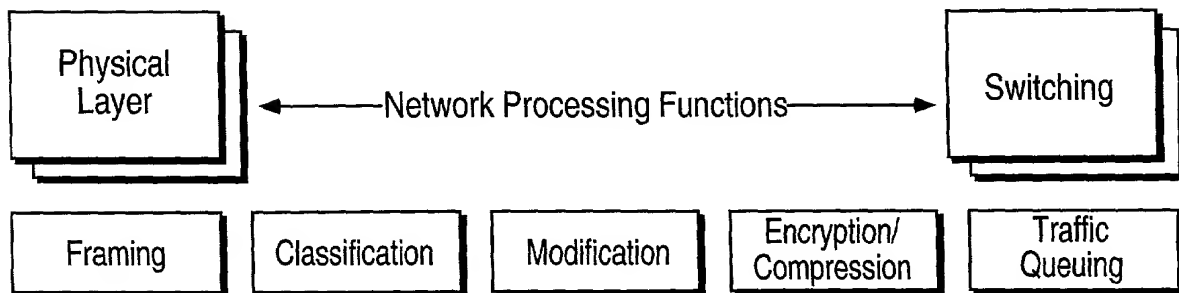 Physical
Layer
Network Processing Functions
Switching
Framing
Classification
Modification
Encryption/
Compression
Traffic
Queuing